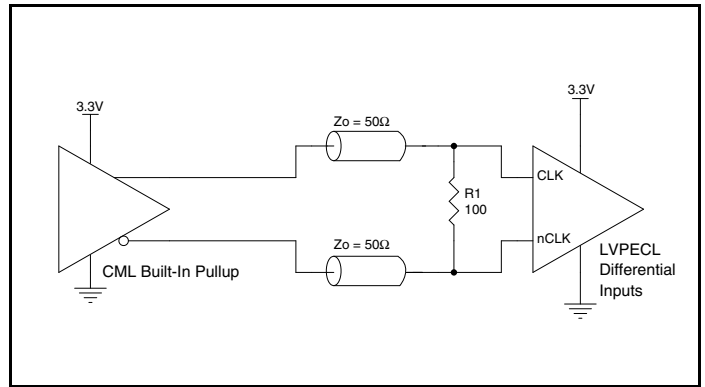 3.3V
3.3V
Zo = 50Ω
CLK
R1
100
Zo = 50Ω
nCLK
CML Built-In Pullup
LVPECL
Differential
Inputs